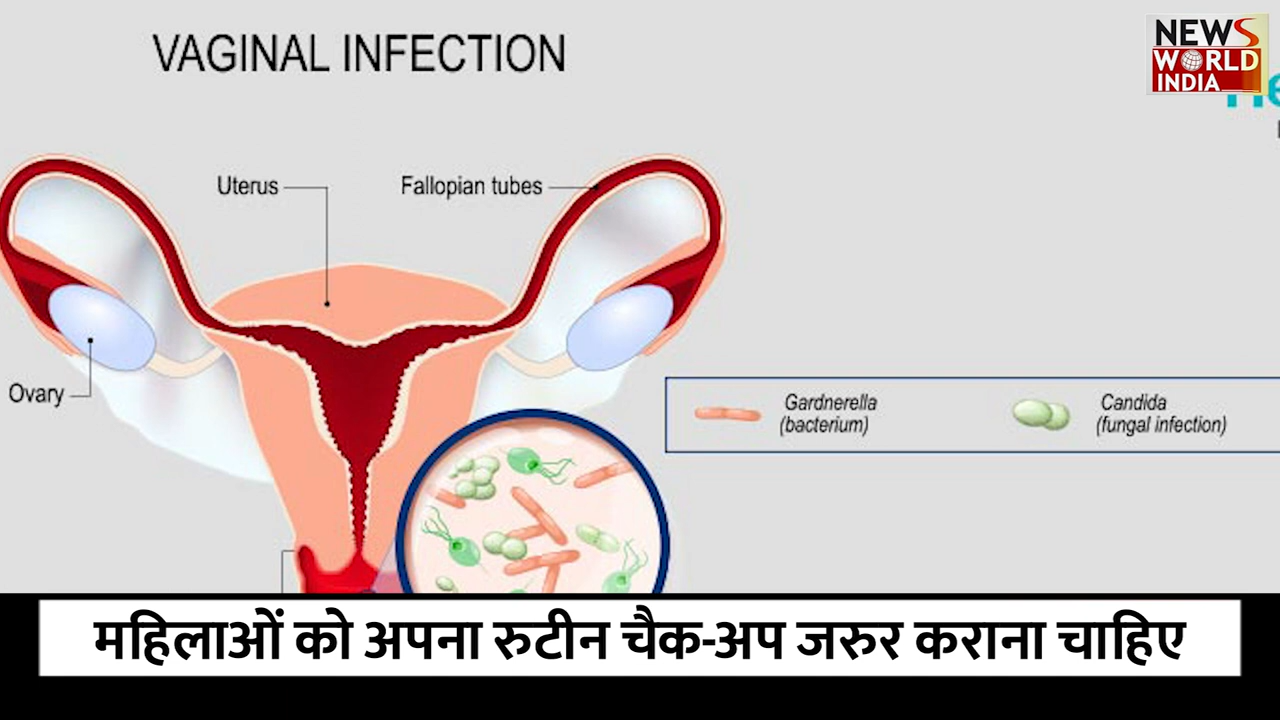 VAGINAL INFECTION
NEWS
WORLD
INDIA
Uterus
Fallopian tubes
Ovary
Gardnerella
(bacterium)
Candida
(fungal infection)
महिलाओं को अपना रुटीन चैक-अप जरुर कराना चाहिए